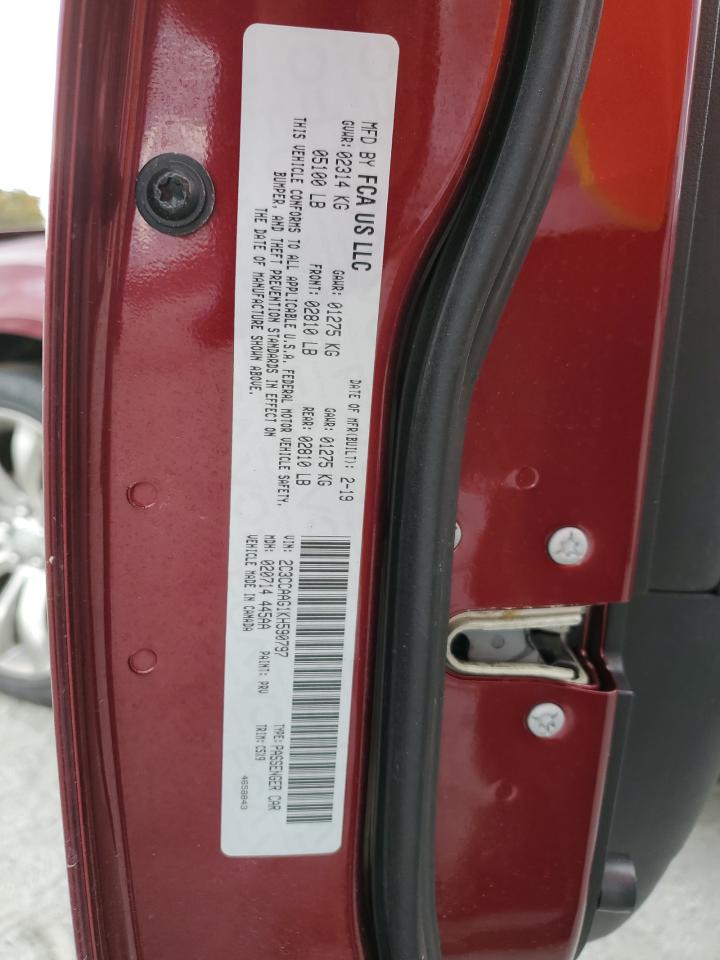 MFD BY FCA US LLC
DATE OF MFR(BUILT): 2-19
GVWR: 02314 KG
GAWR: 01275 KG
GAWR: 01275 KG
05100 LB
FRONT: 02810 LB
REAR: 02810 LB
THIS VEHICLE CONFORMS TO ALL APPLICABLE U.S.A. FEDERAL MOTOR VEHICLE SAFETY,
BUMPER, AND THEFT PREVENTION STANDARDS IN EFFECT ON
THE DATE OF MANUFACTURE SHOWN ABOVE.
VIN: 2C3CCAAG1KH590797
TYPE: PASSENGER CAR
MDH: 020714 445AA
PAINT: PRV
TRIM: C5X9
VEHICLE MADE IN CANADA
4658843